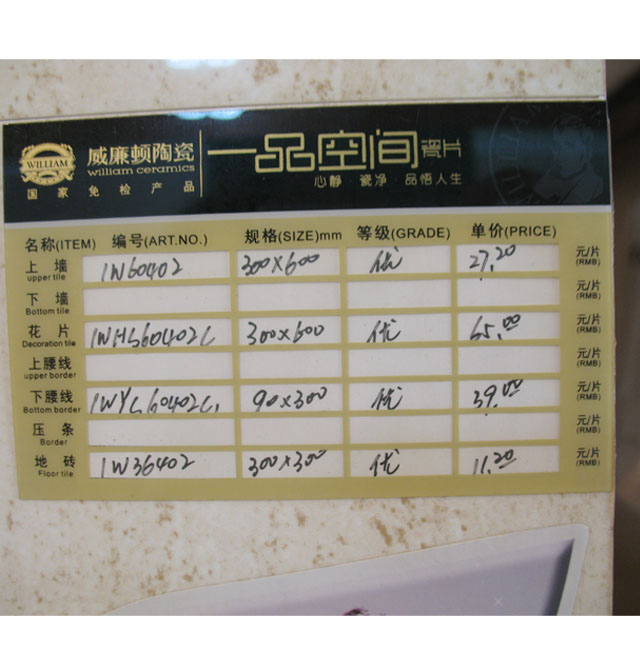 WILLIAM
威廉顿陶瓷
william ceramics
国家免检产品
一品空间瓷片
心静·瓷净·品悟人生
名称(ITEM) 编号(ART.NO.) 规格(SIZE)mm 等级(GRADE) 单价(PRICE)
上墙 1W60402 300×600 优 27.20 元/片
upper tile (RMB)
下墙 元/片
Bottom tile (RMB)
花片 1WHL60402C 300×600 优 65.00 元/片
Decoration tile (RMB)
上腰线 元/片
upper border (RMB)
下腰线 1WYL60402C1 90×300 优 39.00 元/片
Bottom border (RMB)
压条 元/片
Border (RMB)
地砖 1W36402 300×300 优 11.20 元/片
Floor tile (RMB)